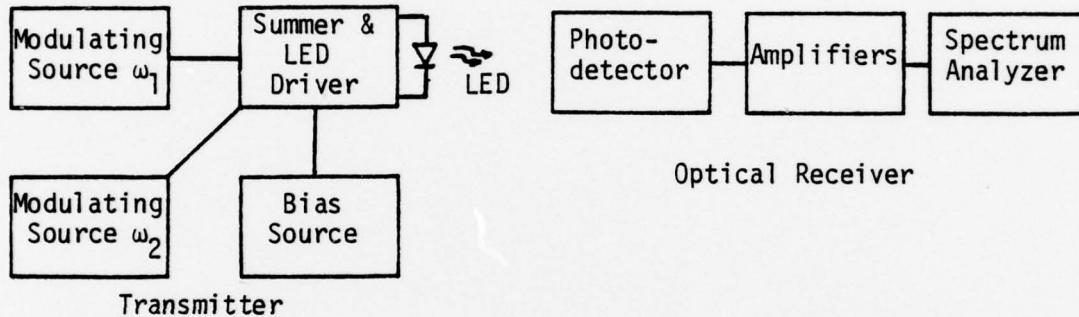 Modulating
Source ω1
Summer &
LED
Driver
LED
Photo-
detector
Amplifiers
Spectrum
Analyzer
Optical Receiver
Modulating
Source ω2
Bias
Source
Transmitter